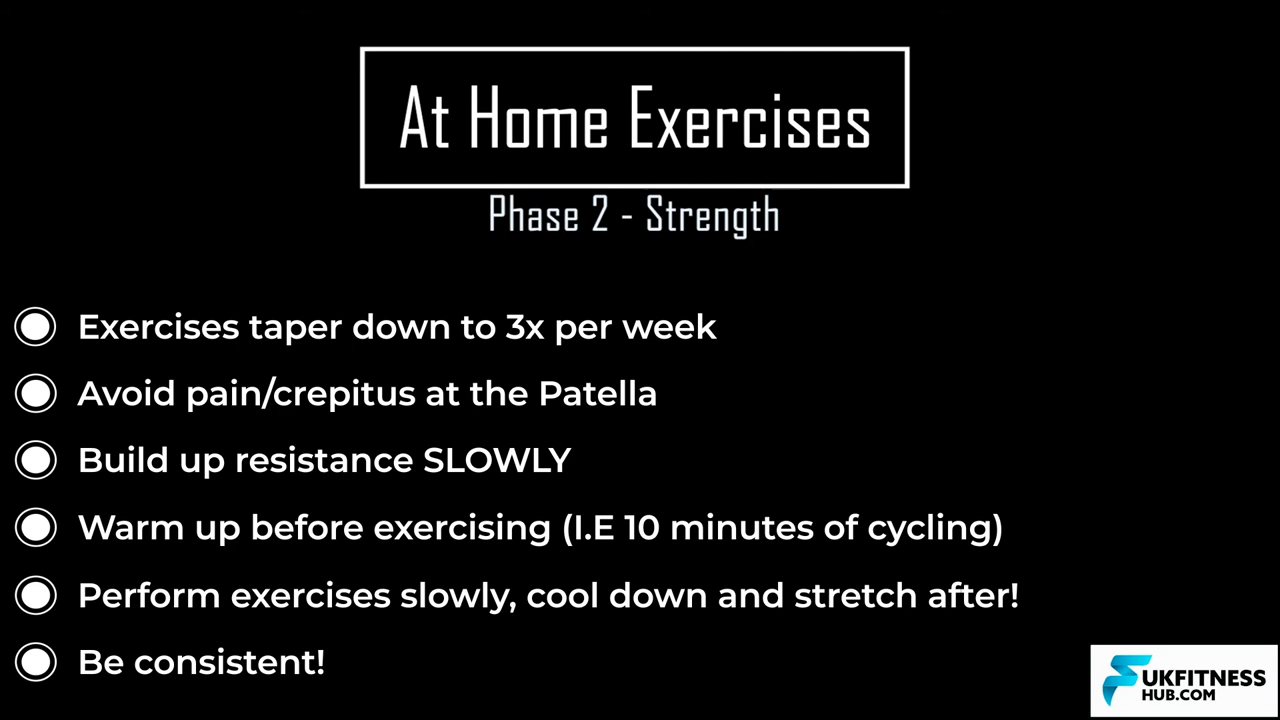 At Home Exercises
Phase 2 - Strength
Exercises taper down to 3x per week
Avoid pain/crepitus at the Patella
Build up resistance SLOWLY
Warm up before exercising (I.E 10 minutes of cycling)
Perform exercises slowly, cool down and stretch after!
Be consistent!
UKFITNESS
HUB.COM